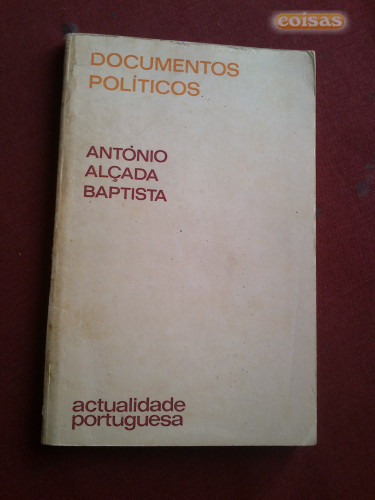 coisas
DOCUMENTOS
POLÍTICOS
ANTÓNIO
ALÇADA
BAPTISTA
actualidade
portuguesa